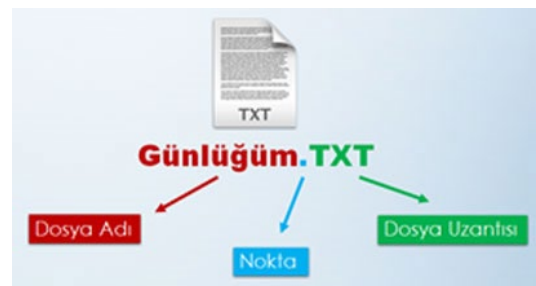 TXT
Günlüğüm.TXT
Dosya Adı
Nokta
Dosya Uzantısı